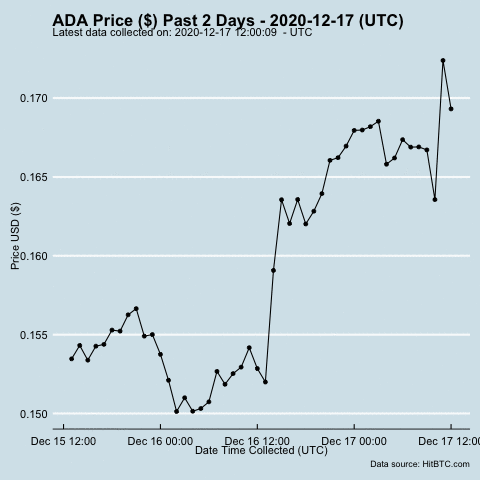 ADA Price ($) Past 2 Days - 2020-12-17 (UTC)
Latest data collected on: 2020-12-17 12:00:09 - UTC
0.170
0.165
0.160
0.155
0.150
Price USD ($)
Dec 15 12:00 Dec 16 00:00 Dec 16 12:00 Dec 17 00:00 Dec 17 12:00
Date Time Collected (UTC)
Data source: HitBTC.com